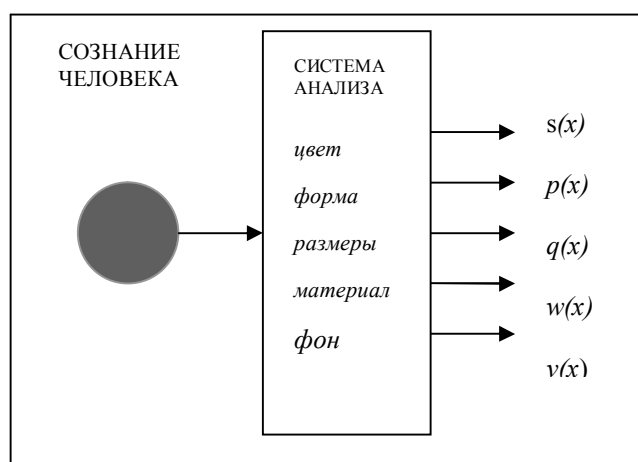 СОЗНАНИЕ
ЧЕЛОВЕКА
СИСТЕМА
АНАЛИЗА
цвет
форма
размеры
материал
фон
s(x)
p(x)
q(x)
w(x)
v(x)